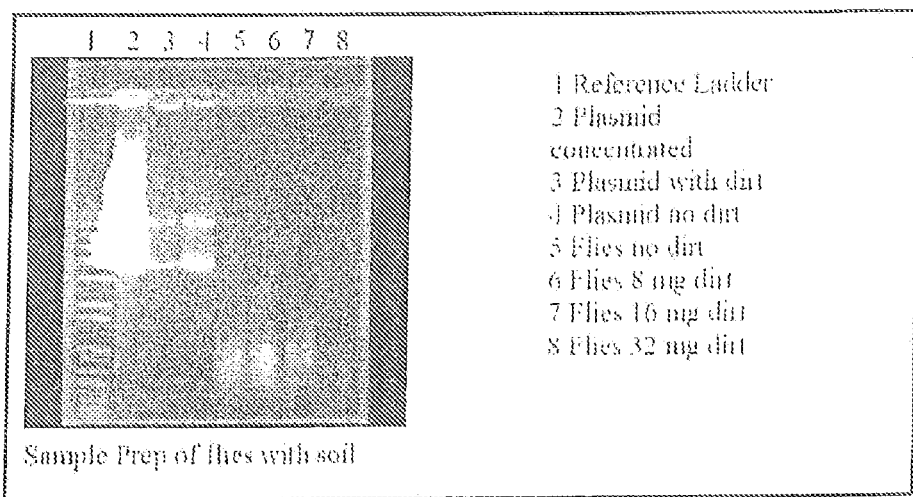 1 2 3 4 5 6 7 8
1 Reference Ladder
2 Plasmid
concentrated
3 Plasmid with dirt
4 Plasmid no dirt
5 Flies no dirt
6 Flies 8 mg dirt
7 Flies 16 mg dirt
8 Flies 32 mg dirt
Sample Prep of flies with soil